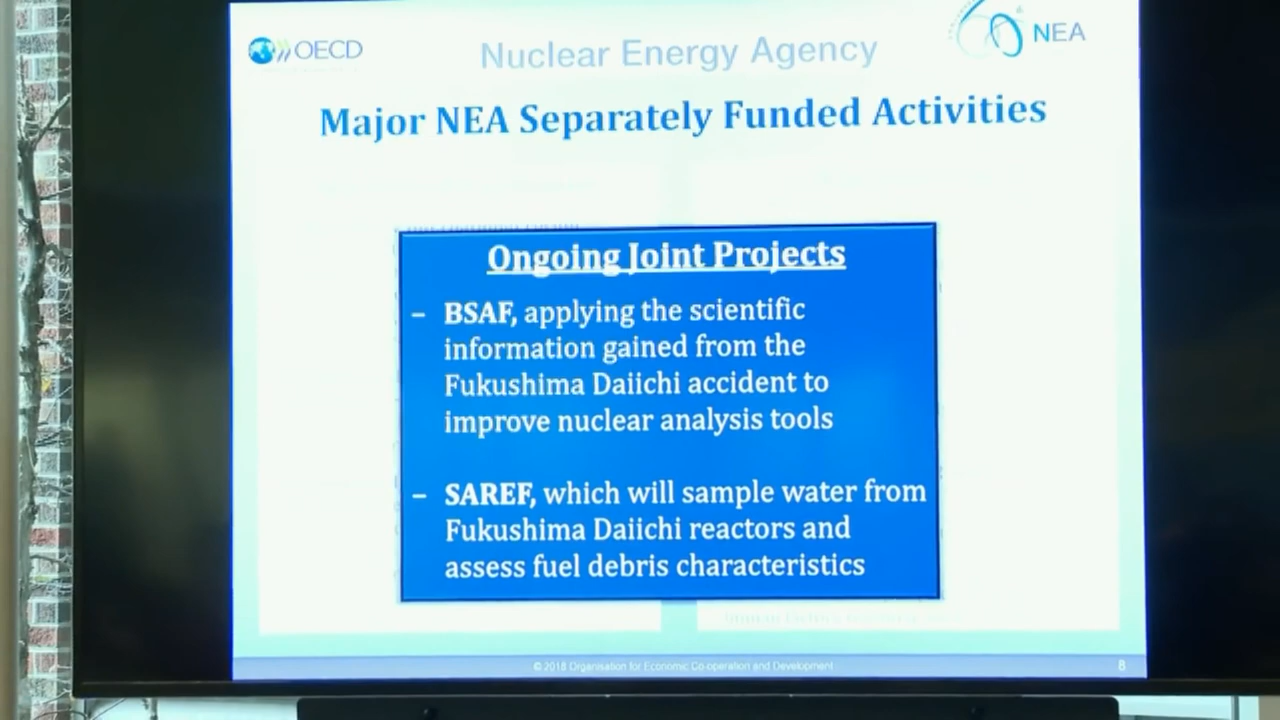 OECD
Nuclear Energy Agency
NEA
Major NEA Separately Funded Activities
Ongoing Joint Projects
– BSAF, applying the scientific
information gained from the
Fukushima Daiichi accident to
improve nuclear analysis tools
– SAREF, which will sample water from
Fukushima Daiichi reactors and
assess fuel debris characteristics
© 2018 Organisation for Economic Co-operation and Development
8